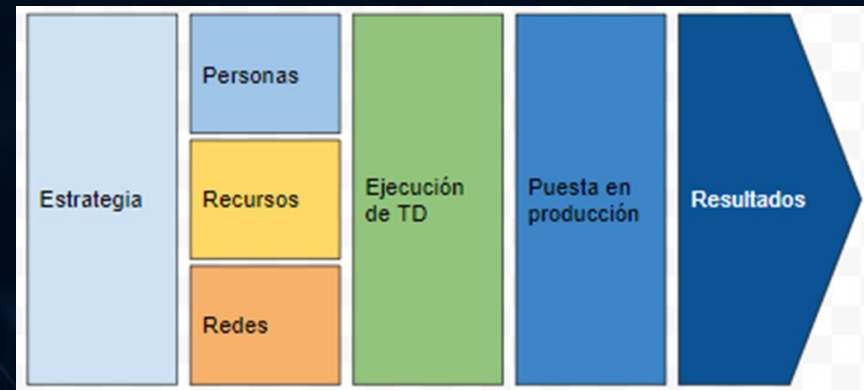 Estrategia
Personas
Recursos
Redes
Ejecución
de TD
Puesta en
producción
Resultados